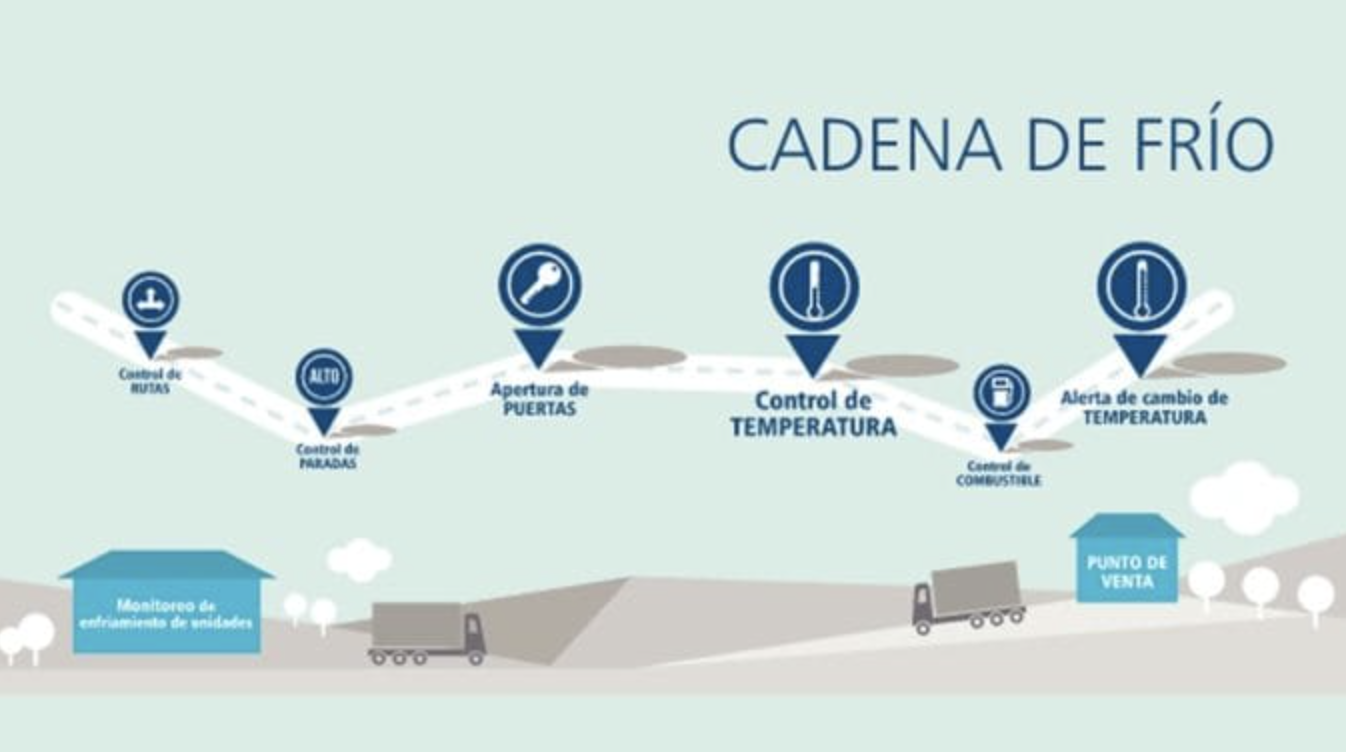 CADENA DE FRÍO
Control de
RUTAS
ALTO
Control de
PARADAS
Apertura de
PUERTAS
Control de
TEMPERATURA
Control de
COMBUSTIBLE
Alerta de cambio de
TEMPERATURA
Monitoreo de
enfriamiento de unidades
PUNTO DE
VENTA